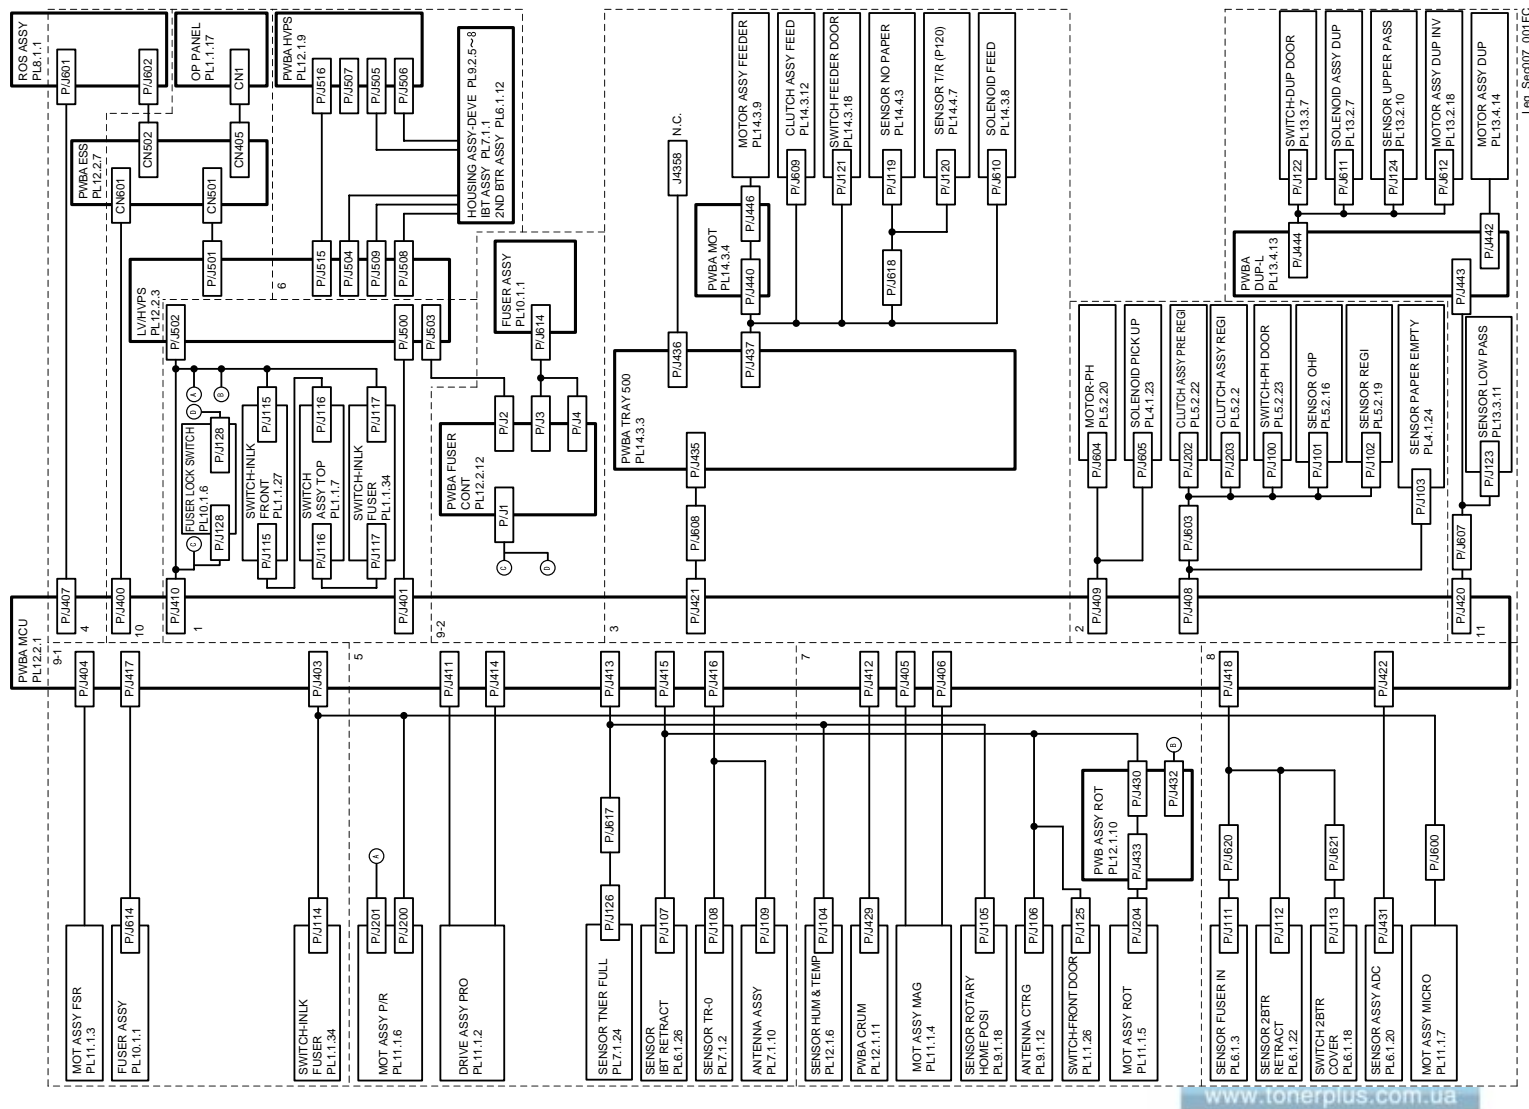 ROS ASSY
PL8.1.1
P/J601
P/J602
OP PANEL
PL1.1.17
CN1
PWBA HVPS
PL12.1.9
P/J516
P/J507
P/J505
P/J506
PWBA ESS
PL12.2.7
CN601
CN502
CN501
CN405
HOUSING ASSY-DEVE PL9.2.5~8
IBT ASSY PL7.1.1
2ND BTR ASSY PL6.1.12
LV/HVPS
PL12.2.3
P/J502
P/J501
6
P/J515
P/J504
P/J509
P/J508
P/J500
P/J503
A
B
D
C
FUSER LOCK SWITCH
PL10.1.6
P/J128
P/J128
SWITCH-INLK
FRONT
PL1.1.27
P/J115
P/J115
SWITCH
ASSY TOP
PL1.1.7
P/J116
P/J116
SWITCH-INLK
FUSER
PL1.1.34
P/J117
P/J117
FUSER ASSY
PL10.1.1
P/J614
PWBA FUSER
CONT
PL12.2.12
P/J2
P/J3
P/J4
P/J1
C
D
PWBA MCU
PL12.2.1
P/J407
4
P/J400
10
P/J410
1
P/J401
9-2
3
P/J421
P/J608
P/J435
PWBA TRAY 500
PL14.3.3
P/J436
P/J437
J4358
N.C.
PWBA MOT
PL14.3.4
P/J440
P/J446
MOTOR ASSY FEEDER
PL14.3.9
CLUTCH ASSY FEED
PL14.3.12
P/J609
SWITCH FEEDER DOOR
PL14.3.18
P/J121
SENSOR NO PAPER
PL14.4.3
P/J119
P/J618
SENSOR T/R (P120)
PL14.4.7
P/J120
SOLENOID FEED
PL14.3.8
P/J610
2
P/J409
MOTOR-PH
PL5.2.20
P/J604
SOLENOID PICK UP
PL4.1.23
P/J605
P/J408
P/J603
CLUTCH ASSY PRE REGI
PL5.2.22
P/J202
CLUTCH ASSY REGI
PL5.2.2
P/J203
SWITCH-PH DOOR
PL5.2.23
P/J100
SENSOR OHP
PL5.2.16
P/J101
SENSOR REGI
PL5.2.19
P/J102
SENSOR PAPER EMPTY
PL4.1.24
P/J103
11
P/J420
P/J607
SENSOR LOW PASS
PL13.3.11
P/J123
PWBA
DUP-L
PL13.4.13
P/J444
P/J443
P/J442
SWITCH-DUP DOOR
PL13.3.7
P/J122
SOLENOID ASSY DUP
PL13.2.7
P/J611
SENSOR UPPER PASS
PL13.2.10
P/J124
MOTOR ASSY DUP INV
PL13.2.18
P/J612
MOTOR ASSY DUP
PL13.4.14
9-1
P/J404
P/J417
P/J403
5
P/J411
P/J414
P/J413
P/J415
P/J416
7
P/J412
P/J405
P/J406
8
P/J418
P/J422
MOT ASSY FSR
PL11.1.3
FUSER ASSY
PL10.1.1
P/J614
SWITCH-INLK
FUSER
PL1.1.34
P/J114
MOT ASSY P/R
PL11.1.6
P/J201
P/J200
A
DRIVE ASSY PRO
PL11.1.2
SENSOR TNER FULL
PL7.1.24
P/J126
P/J617
SENSOR
IBT RETRACT
PL6.1.26
P/J107
SENSOR TR-0
PL7.1.2
P/J108
ANTENNA ASSY
PL7.1.10
P/J109
SENSOR HUM & TEMP
PL12.1.6
P/J104
PWBA CRUM
PL12.1.11
P/J429
MOT ASSY MAG
PL11.1.4
SENSOR ROTARY
HOME POSI
PL9.1.18
P/J105
ANTENNA CTRG
PL9.1.12
P/J106
SWITCH-FRONT DOOR
PL1.1.26
P/J125
MOT ASSY ROT
PL11.1.5
P/J204
PWB ASSY ROT
PL12.1.10
P/J433
P/J430
P/J432
B
SENSOR FUSER IN
PL6.1.3
P/J111
P/J620
SENSOR 2BTR
RETRACT
PL6.1.22
P/J112
SWITCH 2BTR
COVER
PL6.1.18
P/J113
P/J621
SENSOR ASSY ADC
PL6.1.20
P/J431
MOT ASSY MICRO
PL11.1.7
P/J600
www.tonerplus.com.ua